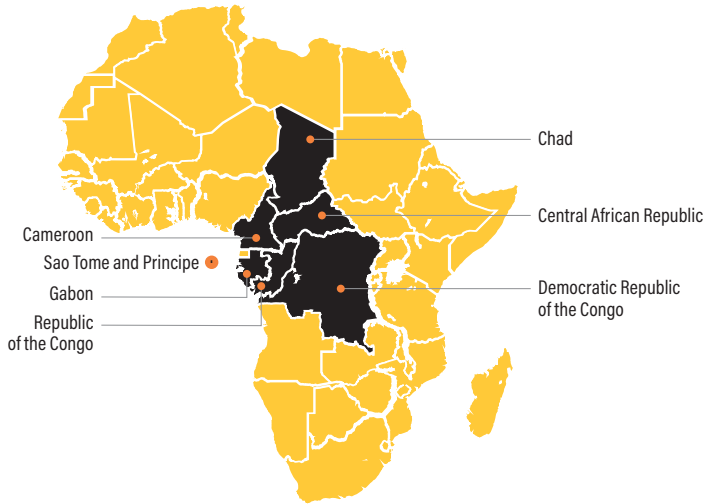 Chad
Central African Republic
Cameroon
Sao Tome and Principe
Gabon
Democratic Republic
of the Congo
Republic
of the Congo